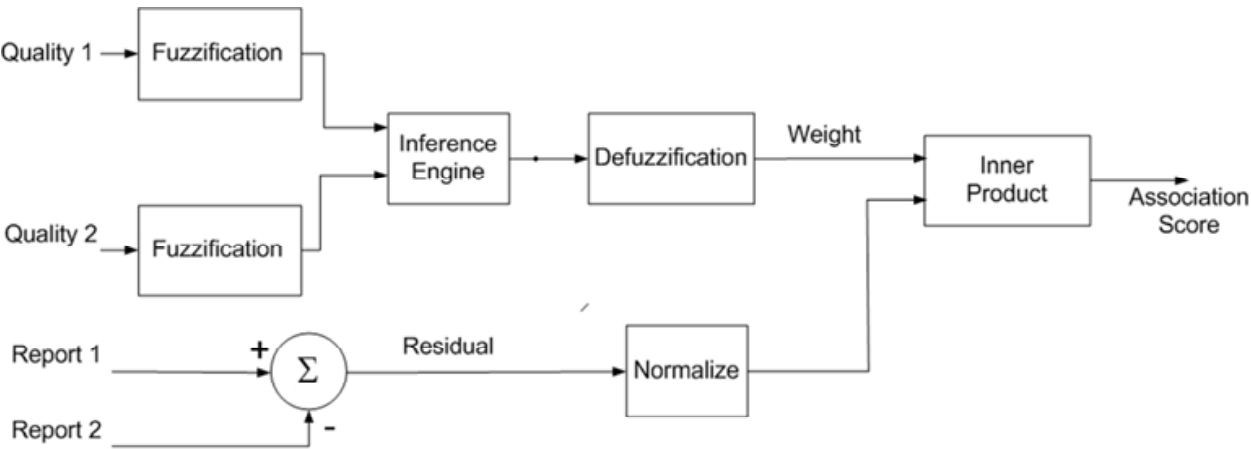 Quality 1
Fuzzification
Inference
Engine
Defuzzification
Weight
Inner
Product
Association
Score
Quality 2
Fuzzification
Report 1
+
Σ
Residual
Normalize
Report 2
-